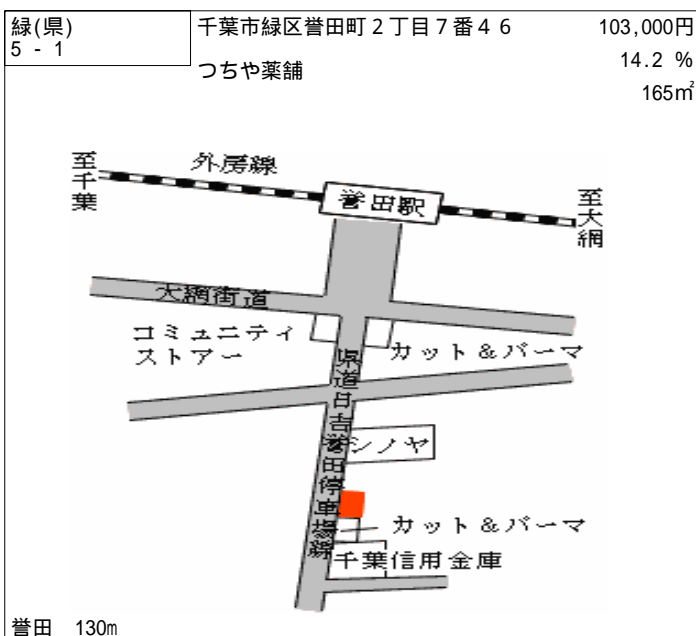 緑(県)
5 - 1
千葉市緑区誉田町２丁目７番４６
つちや薬舗
103,000円
14.2 %
165㎡
至千葉
外房線
誉田駅
至大網
大網街道
コミュニティ
ストアー
カット＆パーマ
県道日吉誉田停車場線
シノヤ
カット＆パーマ
千葉信用金庫
誉田 130m